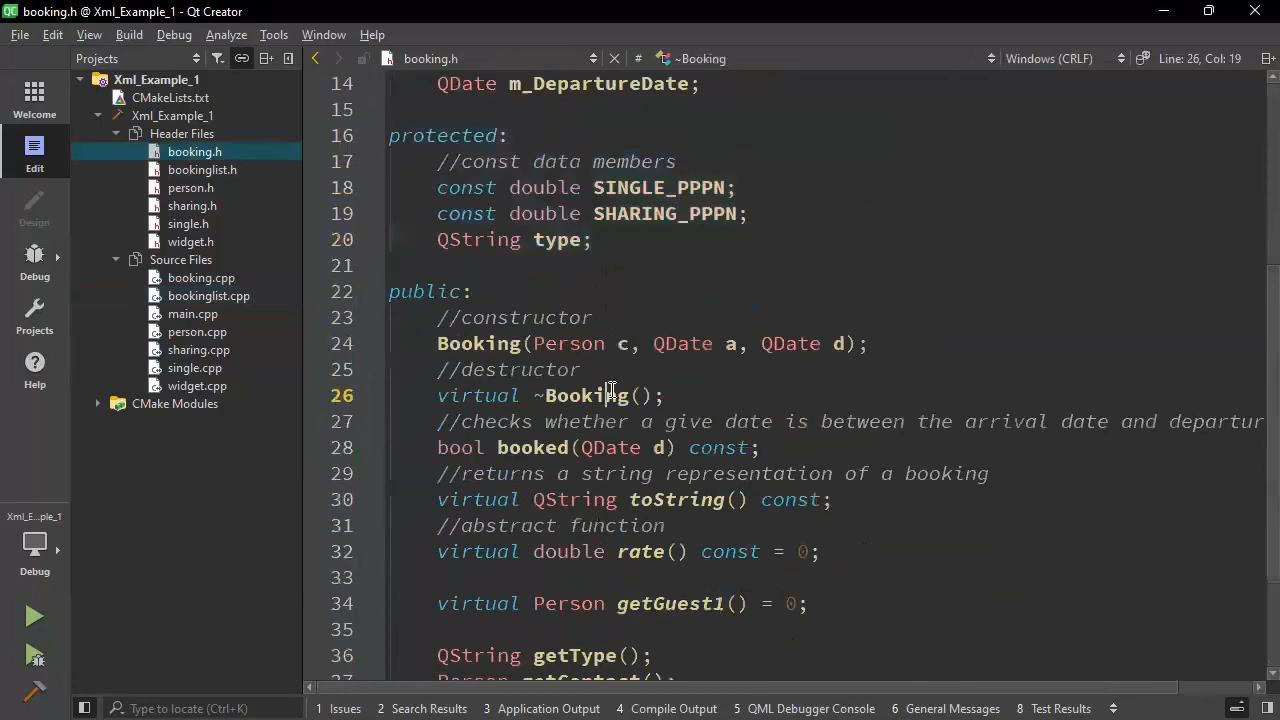 QC booking.h @ Xml_Example_1 - Qt Creator
File Edit View Build Debug Analyze Tools Window Help
Projects booking.h # ~Booking Windows (CRLF) Line: 26, Col: 19
Welcome
Edit
Design
Debug
Projects
Help
Xml_E...ple_1
Debug
Xml_Example_1
CMakeLists.txt
Xml_Example_1
Header Files
booking.h
bookinglist.h
person.h
sharing.h
single.h
widget.h
Source Files
booking.cpp
bookinglist.cpp
main.cpp
person.cpp
sharing.cpp
single.cpp
widget.cpp
CMake Modules
14 QDate m_DepartureDate;
15
16 protected:
17 //const data members
18 const double SINGLE_PPPN;
19 const double SHARING_PPPN;
20 QString type;
21
22 public:
23 //constructor
24 Booking(Person c, QDate a, QDate d);
25 //destructor
26 virtual ~Booking();
27 //checks whether a give date is between the arrival date and departur
28 bool booked(QDate d) const;
29 //returns a string representation of a booking
30 virtual QString toString() const;
31 //abstract function
32 virtual double rate() const = 0;
33
34 virtual Person getGuest1() = 0;
35
36 QString getType();
37 Person getContact();
Type to locate (Ctrl+K) 1 Issues 2 Search Results 3 Application Output 4 Compile Output 5 QML Debugger Console 6 General Messages 8 Test Results